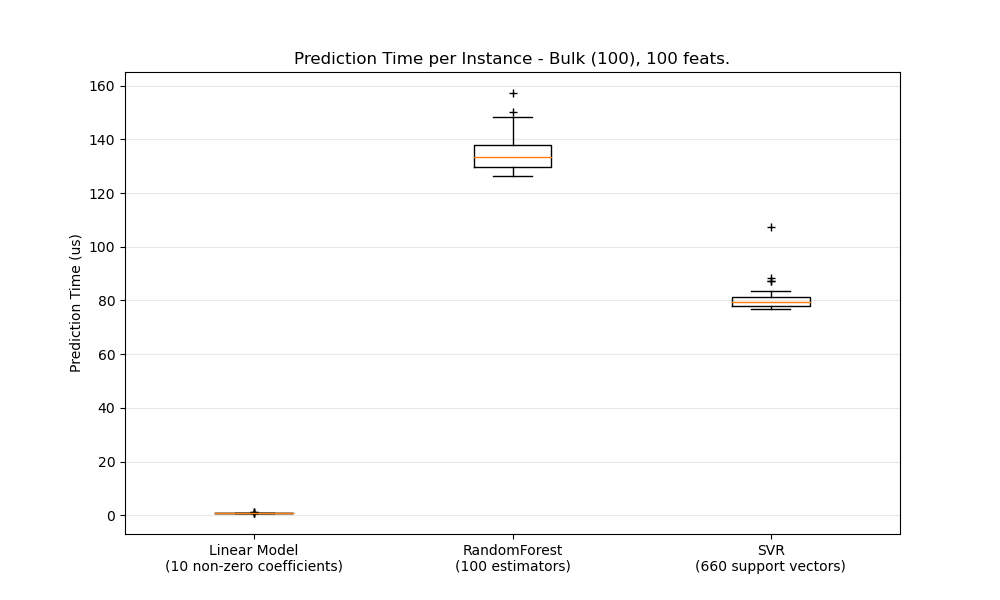 Prediction Time per Instance - Bulk (100), 100 feats.
Prediction Time (us)
160
140
120
100
80
60
40
20
0
Linear Model
(10 non-zero coefficients)
RandomForest
(100 estimators)
SVR
(660 support vectors)